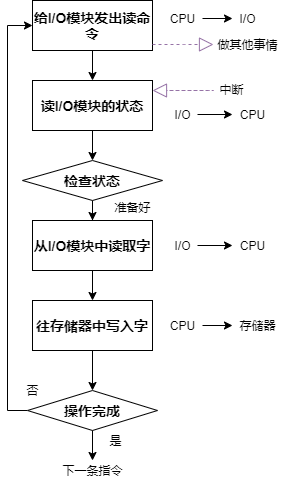 给I/O模块发出读命
令
CPU
I/O
做其他事情
中断
读I/O模块的状态
I/O
CPU
检查状态
准备好
从I/O模块中读取字
I/O
CPU
往存储器中写入字
CPU
存储器
否
操作完成
是
下一条指令